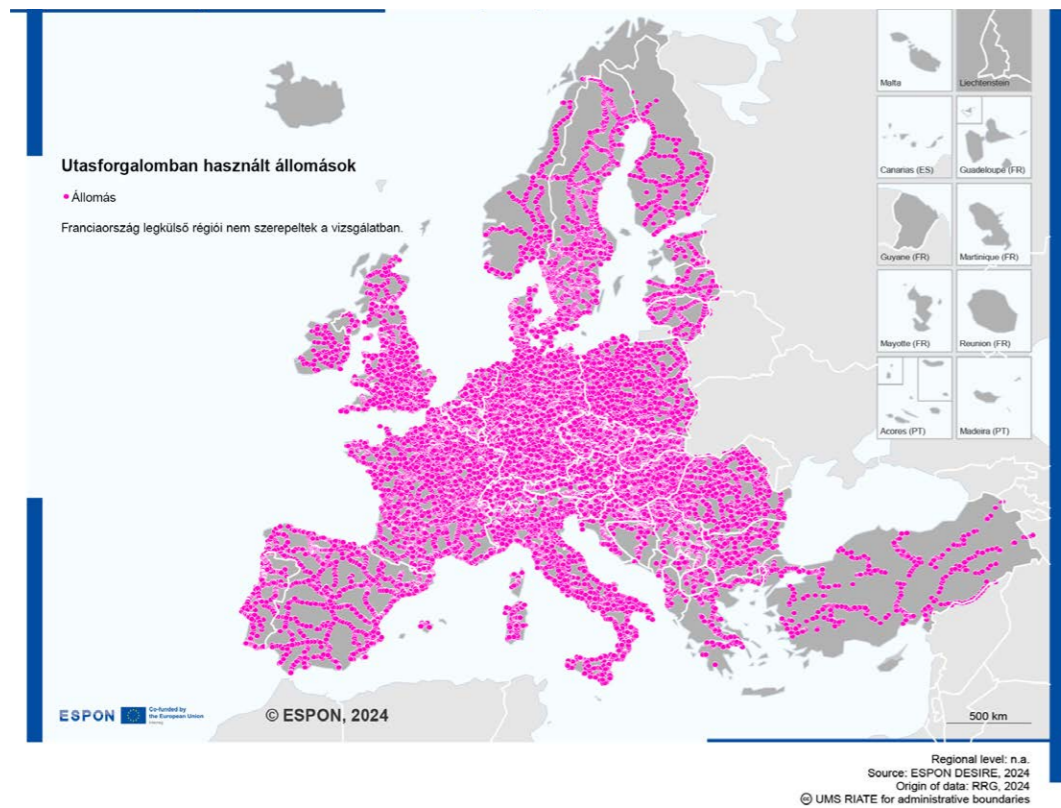 Utasforgalomban használt állomások
Állomás
Franciaország legkülső régiói nem szerepeltek a vizsgálatban.
Malta
Liechtenstein
Canarias (ES)
Guadeloupe (FR)
Guyane (FR)
Martinique (FR)
Mayotte (FR)
Reunion (FR)
Acores (PT)
Madeira (PT)
ESPON
Co-funded by
the European Union
Interreg
© ESPON, 2024
500 km
Regional level: n.a.
Source: ESPON DESIRE, 2024
Origin of data: RRG, 2024
UMS RIATE for administrative boundaries